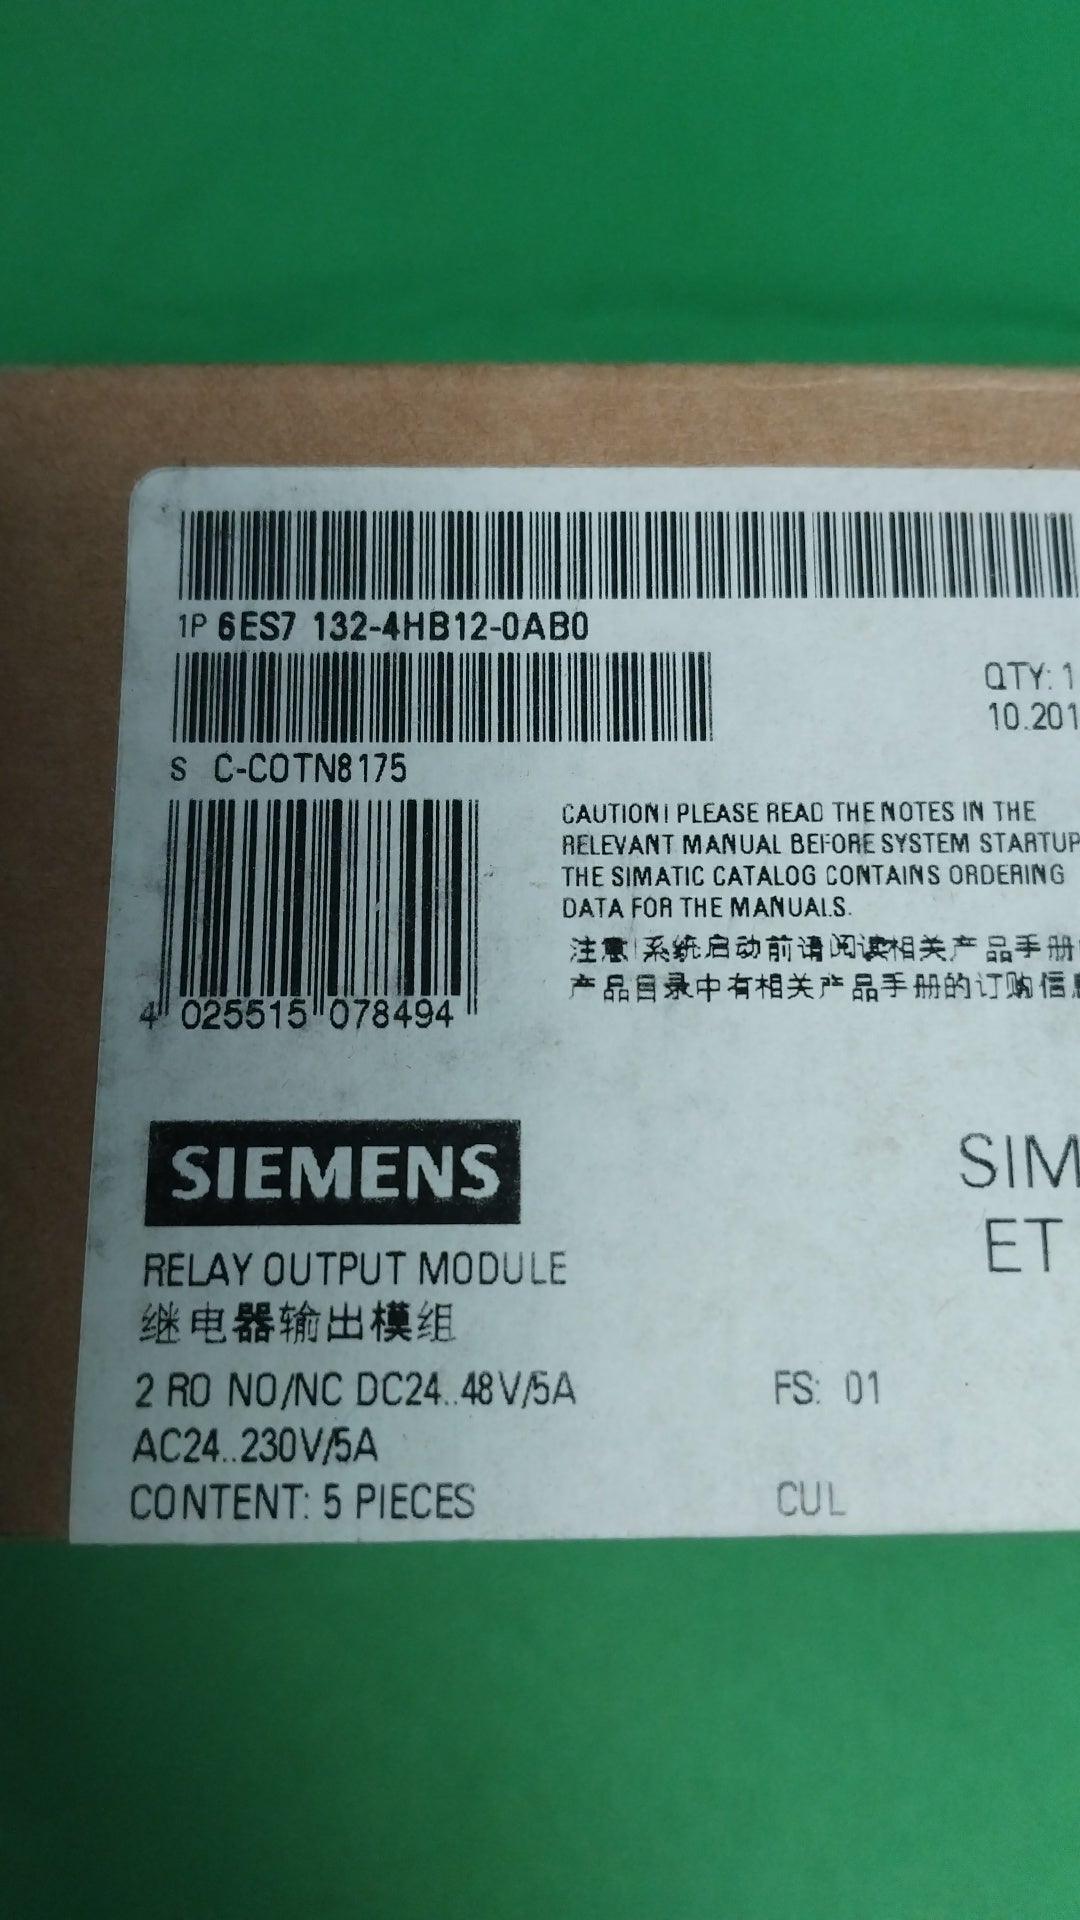 1P 6ES7 132-4HB12-0AB0
QTY: 1
10.201
S C-COTN8175
CAUTION! PLEASE READ THE NOTES IN THE
RELEVANT MANUAL BEFORE SYSTEM STARTUP
THE SIMATIC CATALOG CONTAINS ORDERING
DATA FOR THE MANUALS.
注意!系统启动前请阅读相关产品手册
产品目录中有相关产品手册的订购信息
4 025515 078494
SIEMENS
SIM
ET
RELAY OUTPUT MODULE
继电器输出模组
2 RO NO/NC DC24..48V/5A
FS: 01
AC24..230V/5A
CONTENT: 5 PIECES
CUL